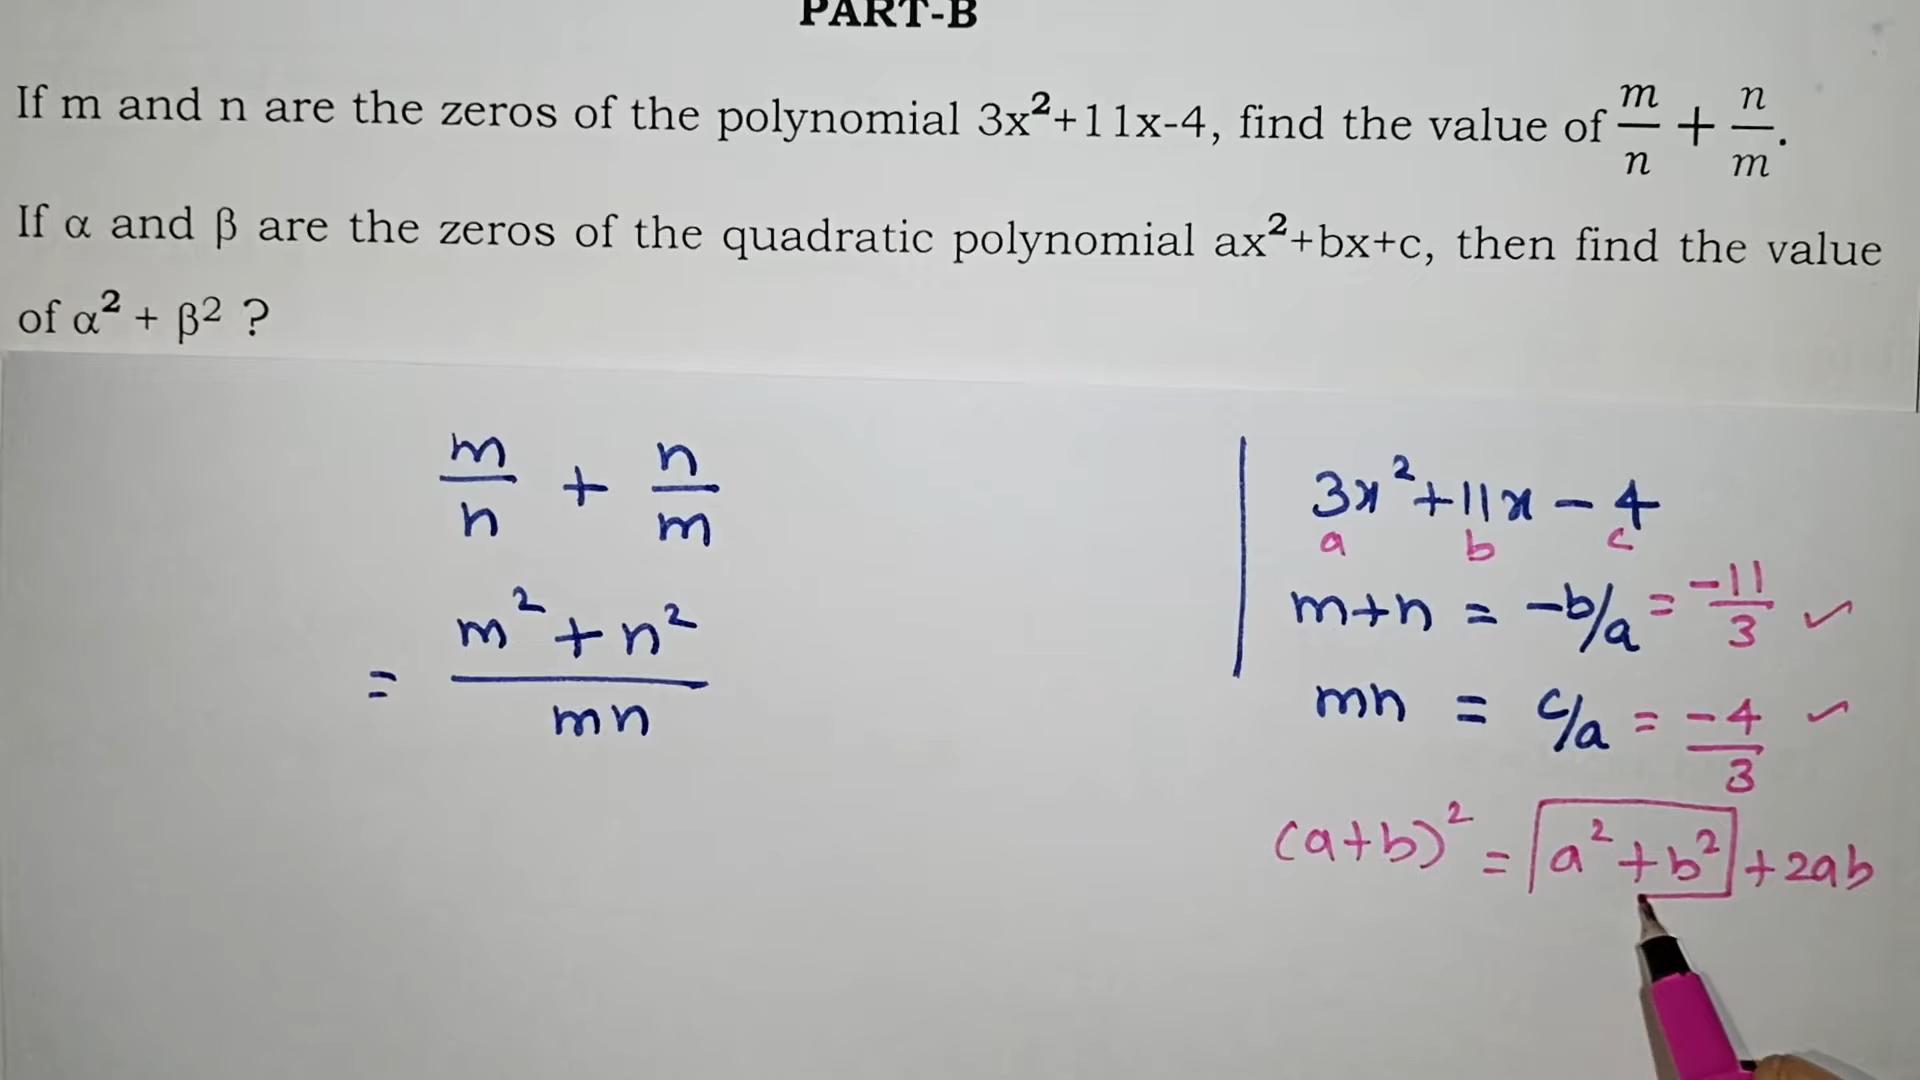 PART-B
If m and n are the zeros of the polynomial 3x²+11x-4, find the value of m/n + n/m.
If α and β are the zeros of the quadratic polynomial ax²+bx+c, then find the value
of α² + β² ?
m/n + n/m
= m² + n² / mn
3x² + 11x - 4
a b c
m+n = -b/a = -11/3 ✓
mn = c/a = -4/3 ✓
(a+b)² = a² + b² + 2ab